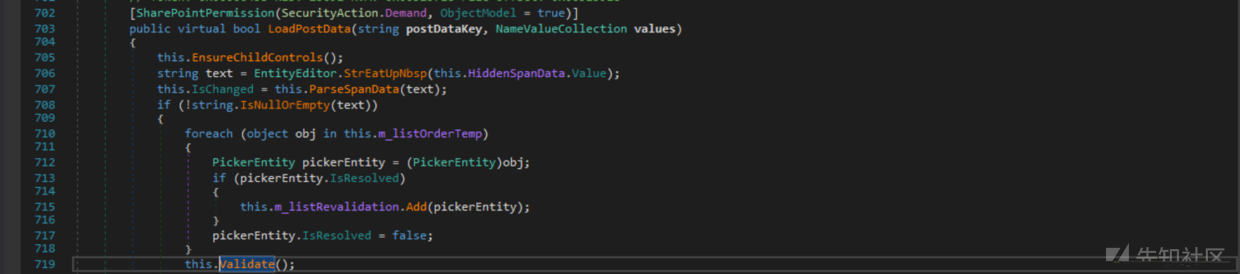 702 [SharePointPermission(SecurityAction.Demand, ObjectModel = true)]
703 public virtual bool LoadPostData(string postDataKey, NameValueCollection values)
704 {
705 this.EnsureChildControls();
706 string text = EntityEditor.StrEatUpNbsp(this.HiddenSpanData.Value);
707 this.IsChanged = this.ParseSpanData(text);
708 if (!string.IsNullOrEmpty(text))
709 {
710 foreach (object obj in this.m_listOrderTemp)
711 {
712 PickerEntity pickerEntity = (PickerEntity)obj;
713 if (pickerEntity.IsResolved)
714 {
715 this.m_listRevalidation.Add(pickerEntity);
716 }
717 pickerEntity.IsResolved = false;
718 }
719 this.Validate();
先知社区